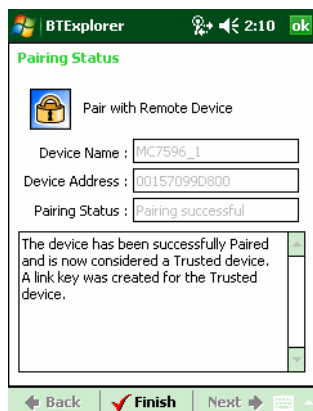 BTExplorer 2:10 ok
Pairing Status
Pair with Remote Device
Device Name : MC7596_1
Device Address : 00157099D800
Pairing Status : Pairing successful
The device has been successfully Paired
and is now considered a Trusted device.
A link key was created for the Trusted
device.
Back Finish Next